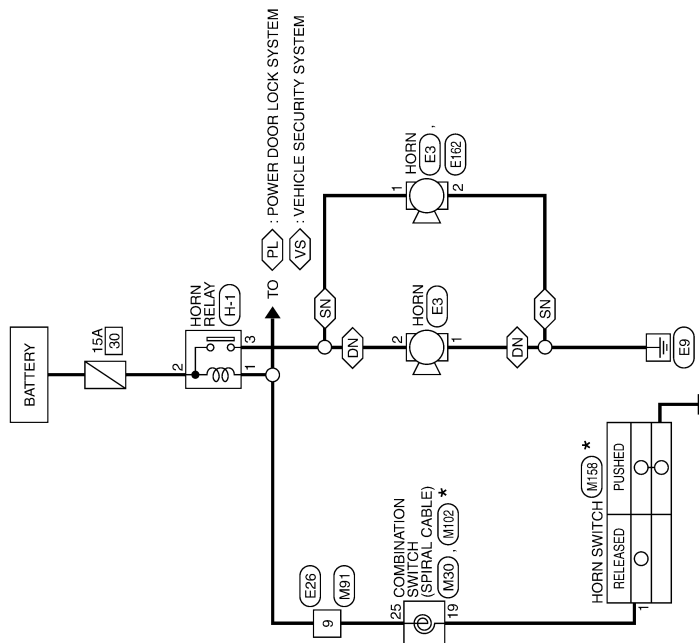 BATTERY
15A
30
2
HORN
RELAY
H-1
1
3
TO PL : POWER DOOR LOCK SYSTEM
VS : VEHICLE SECURITY SYSTEM
SN
DN
2
HORN
E3
1
1
HORN
E3 ,
E162
2
DN
SN
E9
E26
9
M91
25
COMBINATION
SWITCH
(SPIRAL CABLE)
M30 , M102 *
19
HORN SWITCH M158 *
RELEASED
PUSHED
1